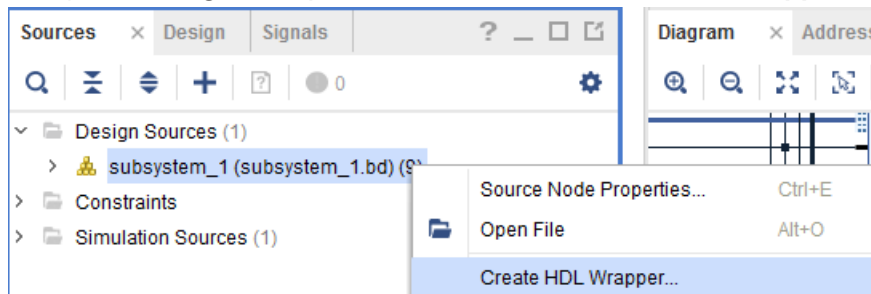 Sources × Design Signals ? Diagram × Address
? 0
Design Sources (1)
subsystem_1 (subsystem_1.bd) (9)
Source Node Properties... Ctrl+E
Constraints
Open File Alt+O
Simulation Sources (1)
Create HDL Wrapper...